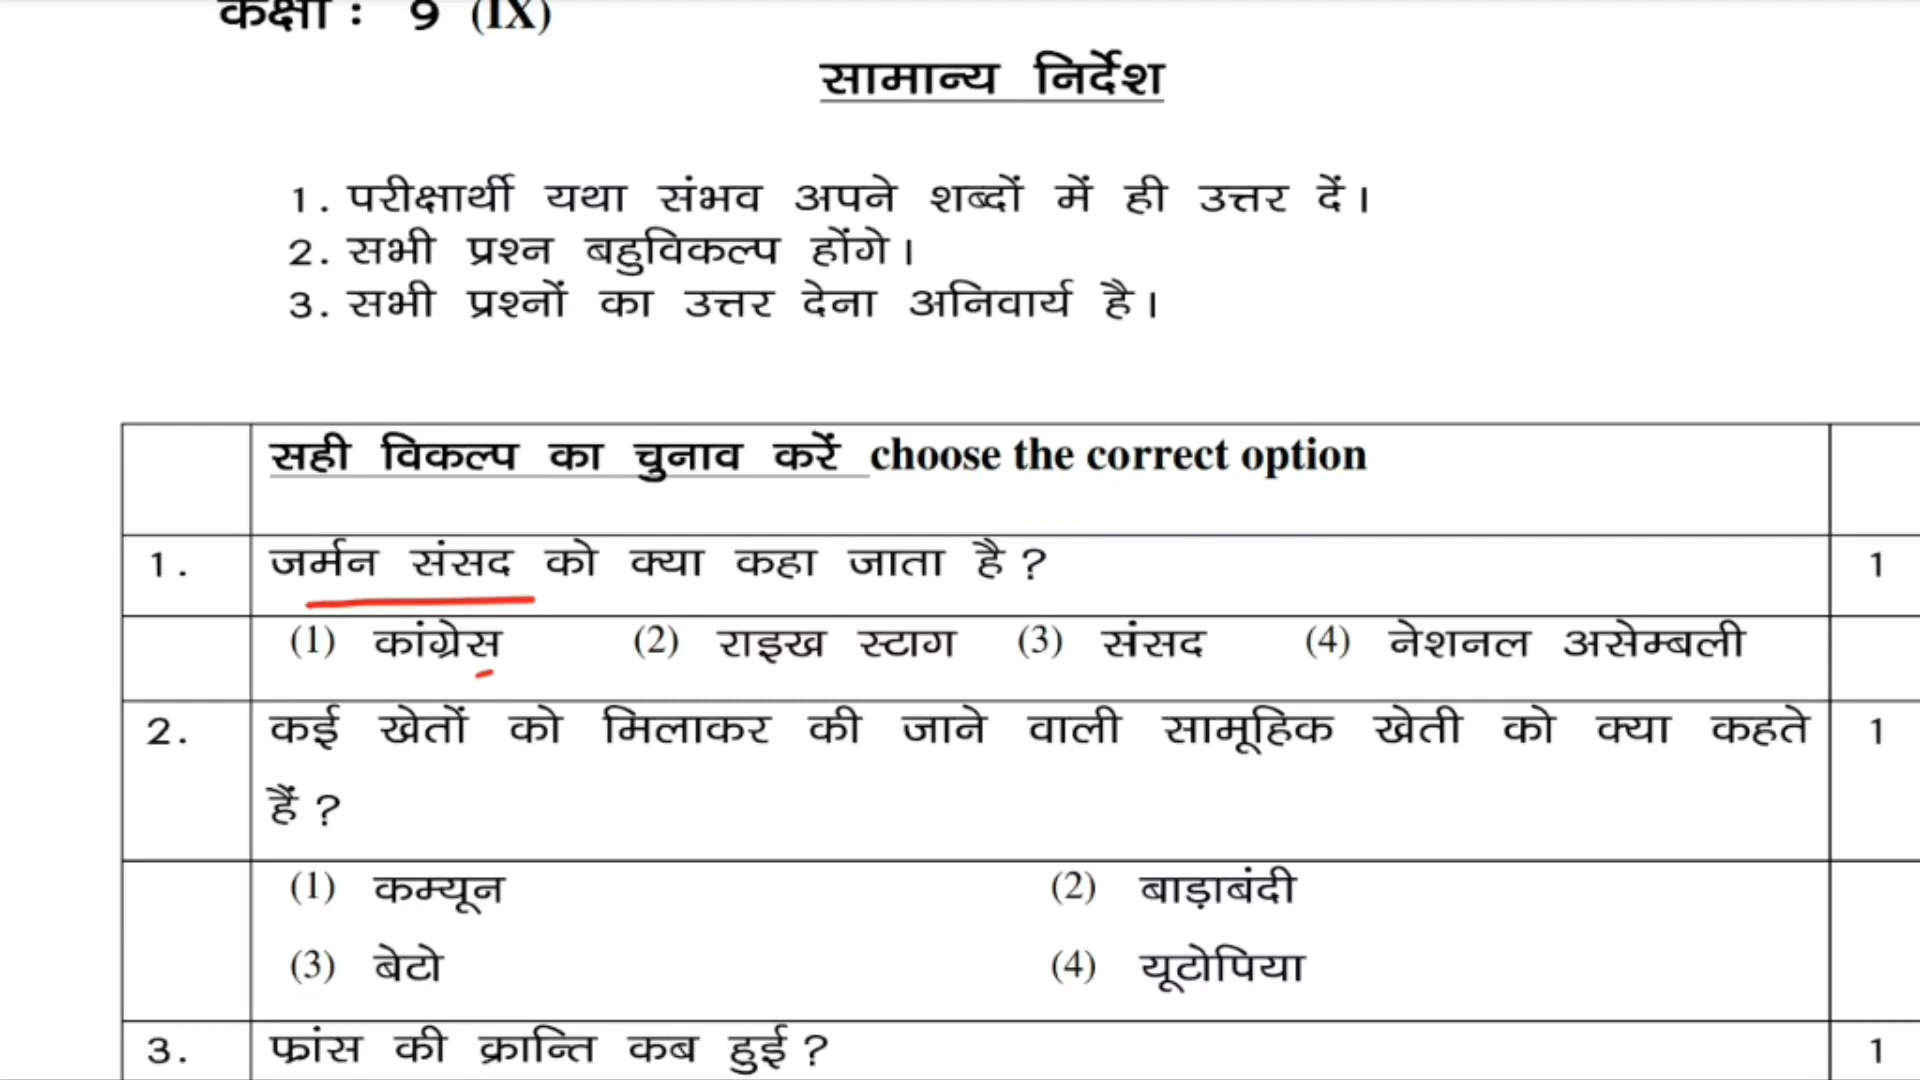 कक्षा : 9 (IX)
सामान्य निर्देश
1. परीक्षार्थी यथा संभव अपने शब्दों में ही उत्तर दें।
2. सभी प्रश्न बहुविकल्प होंगे।
3. सभी प्रश्नों का उत्तर देना अनिवार्य है।
सही विकल्प का चुनाव करें choose the correct option
1. जर्मन संसद को क्या कहा जाता है? 1
(1) कांग्रेस (2) राइख स्टाग (3) संसद (4) नेशनल असेम्बली
2. कई खेतों को मिलाकर की जाने वाली सामूहिक खेती को क्या कहते 1
हैं?
(1) कम्यून (2) बाड़ाबंदी
(3) बेटो (4) यूटोपिया
3. फ्रांस की क्रान्ति कब हुई? 1